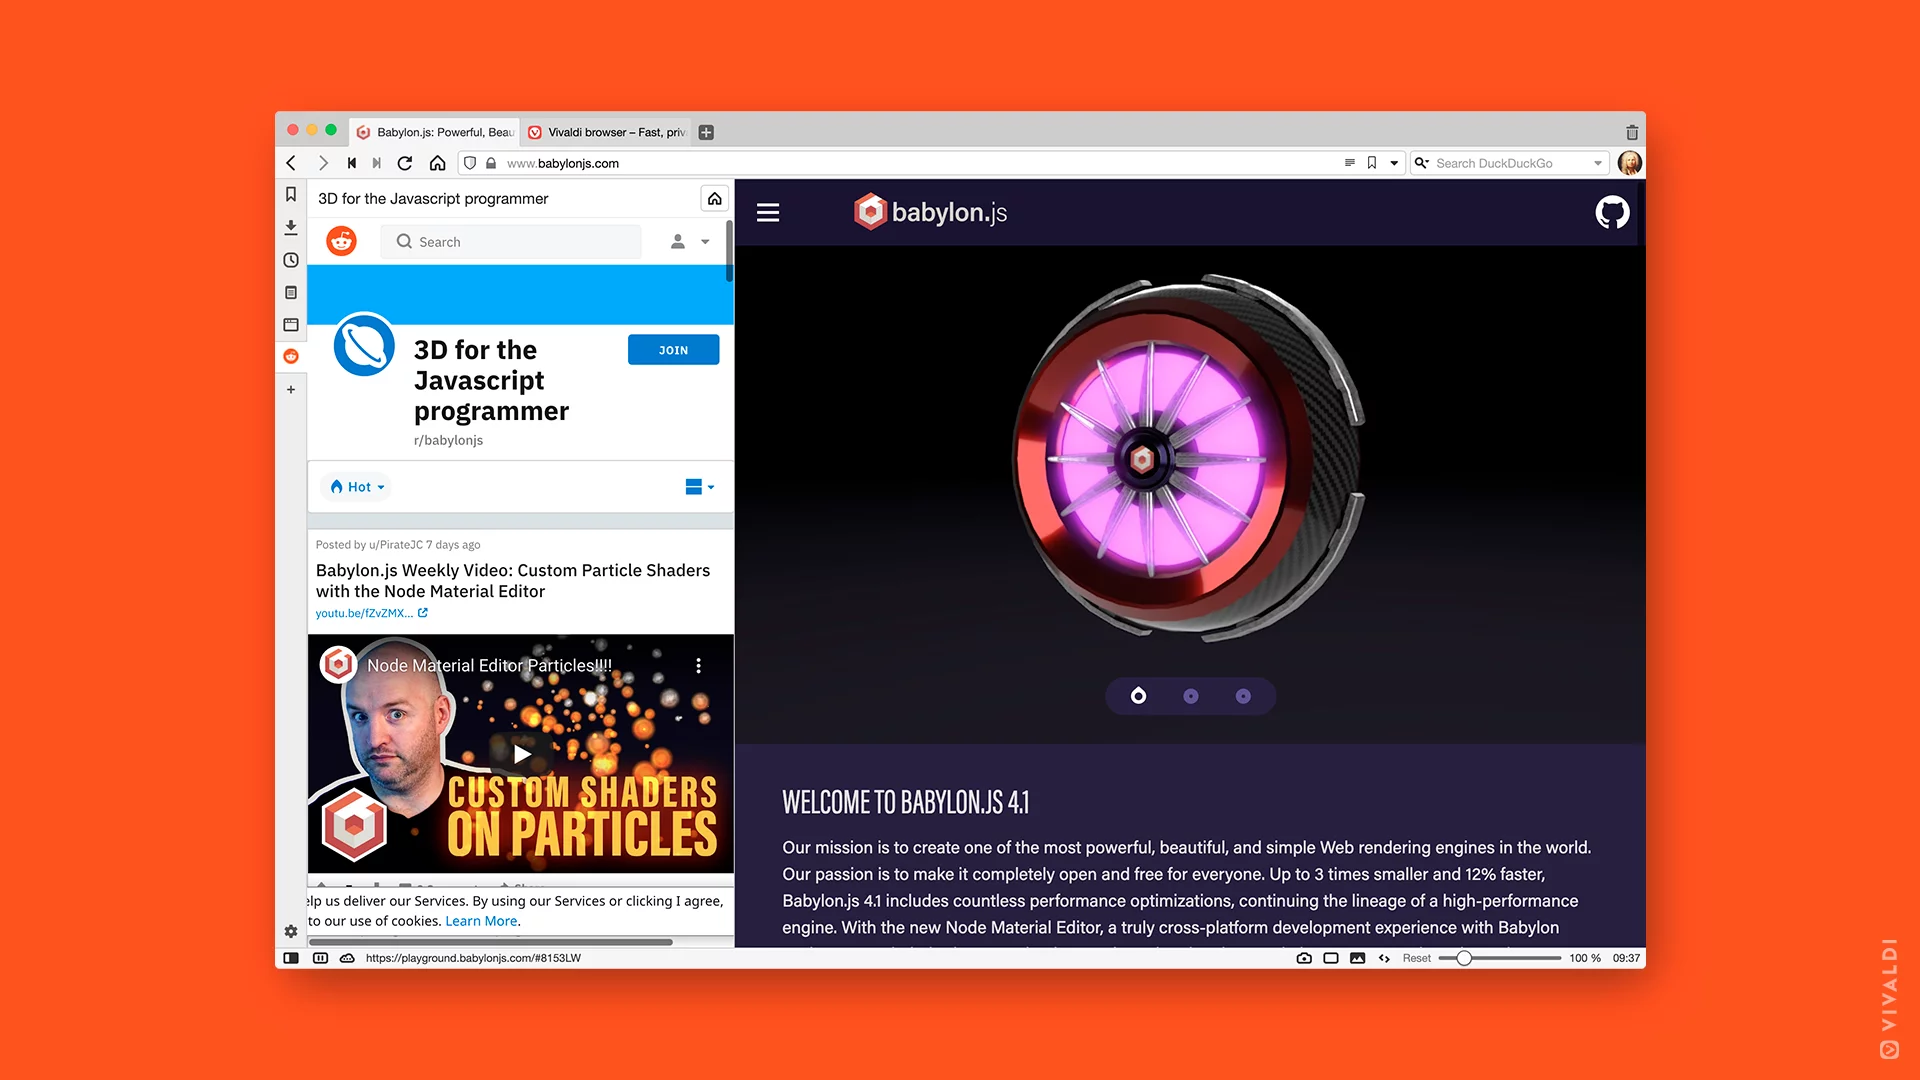 Babylon.js: Powerful, Beau
Vivaldi browser – Fast, priv
www.babylonjs.com
Search DuckDuckGo
3D for the Javascript programmer
Search
3D for the
Javascript
programmer
r/babylonjs
JOIN
Hot
Posted by u/PirateJC 7 days ago
Babylon.js Weekly Video: Custom Particle Shaders
with the Node Material Editor
youtu.be/fZvZMX...
Node Material Editor Particles!!!!
CUSTOM SHADERS
ON PARTICLES
elp us deliver our Services. By using our Services or clicking I agree,
to our use of cookies. Learn More.
babylon.js
WELCOME TO BABYLON.JS 4.1
Our mission is to create one of the most powerful, beautiful, and simple Web rendering engines in the world.
Our passion is to make it completely open and free for everyone. Up to 3 times smaller and 12% faster,
Babylon.js 4.1 includes countless performance optimizations, continuing the lineage of a high-performance
engine. With the new Node Material Editor, a truly cross-platform development experience with Babylon
https://playground.babylonjs.com/#8153LW
Reset
100 %
09:37
VIVALDI